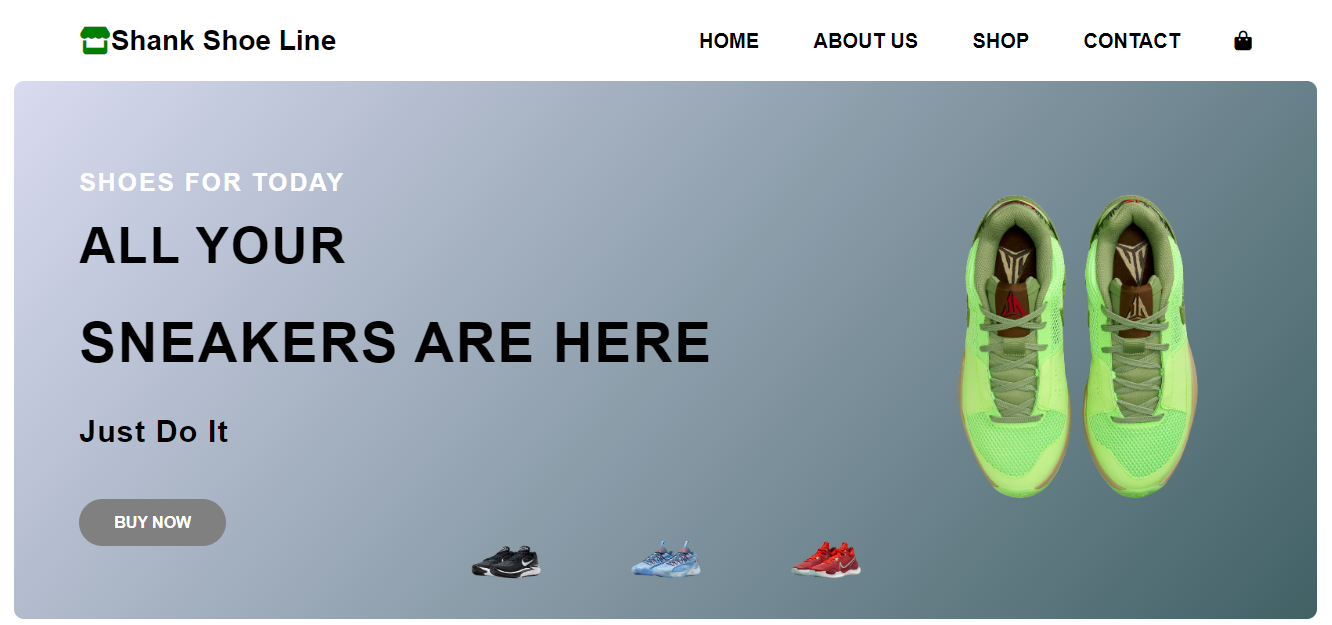 Shank Shoe Line
HOME ABOUT US SHOP CONTACT
SHOES FOR TODAY
ALL YOUR
SNEAKERS ARE HERE
Just Do It
BUY NOW